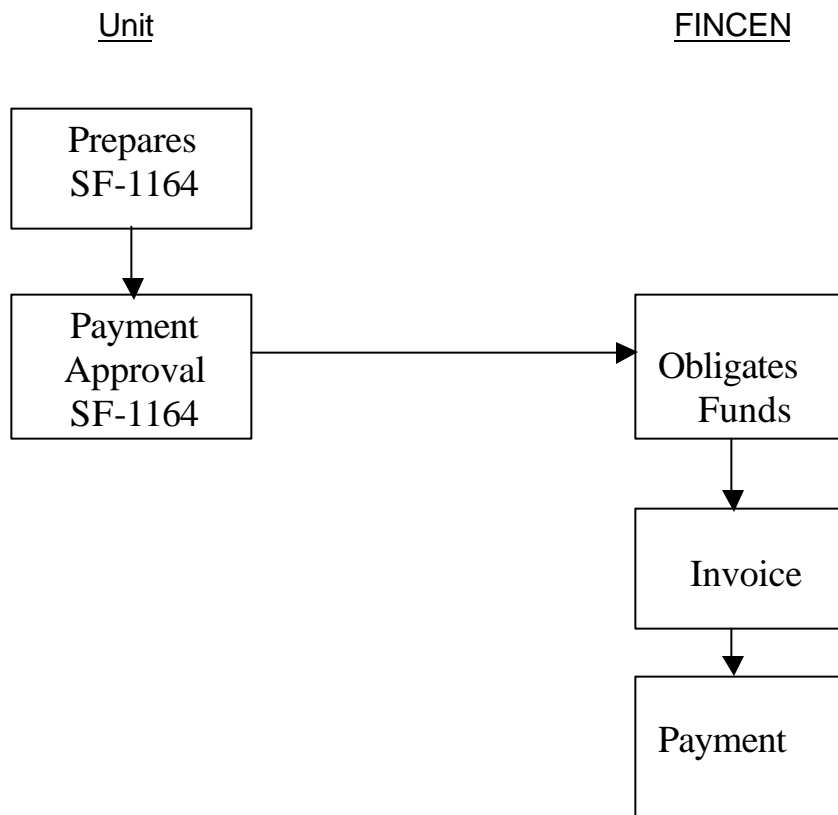 Unit
FINCEN
Prepares
SF-1164
Payment
Approval
SF-1164
Obligates
Funds
Invoice
Payment